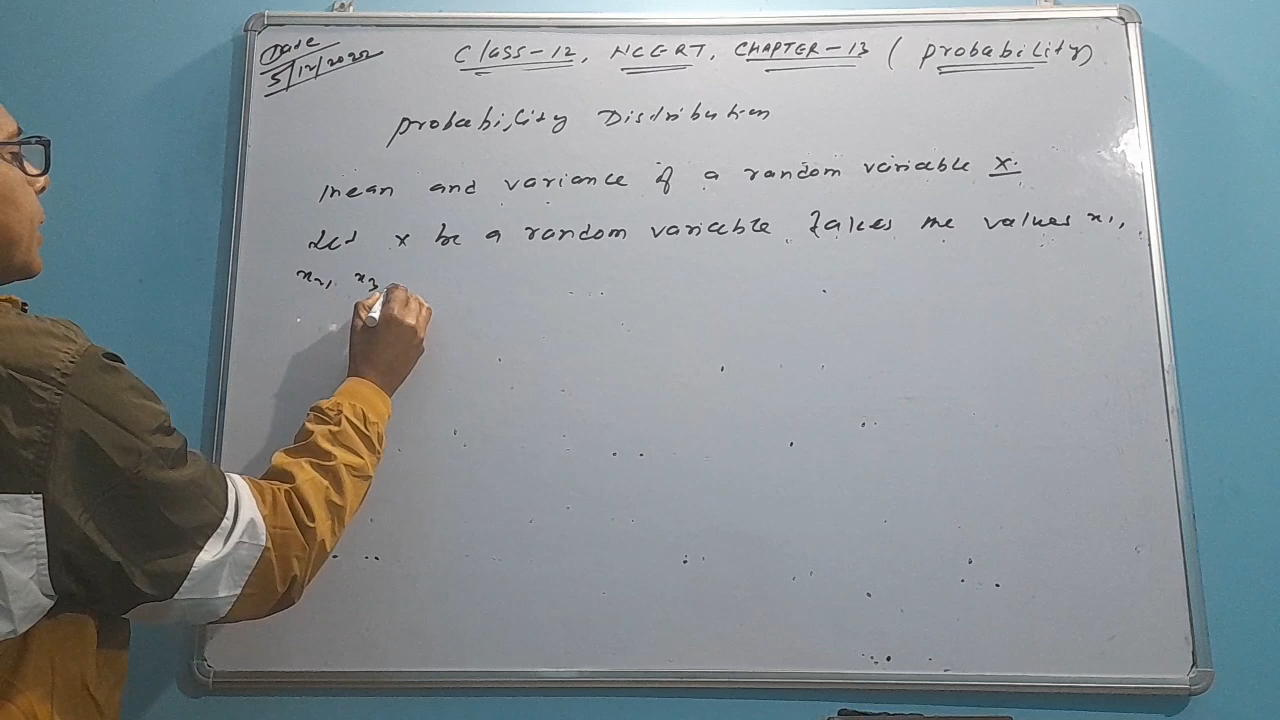 Date
5/12/2022
Class-12, NCERT, CHAPTER-13 (Probability)
Probability Distribution
Mean and variance of a random variable X.
Let X be a random variable takes the values x1,
x2, x3